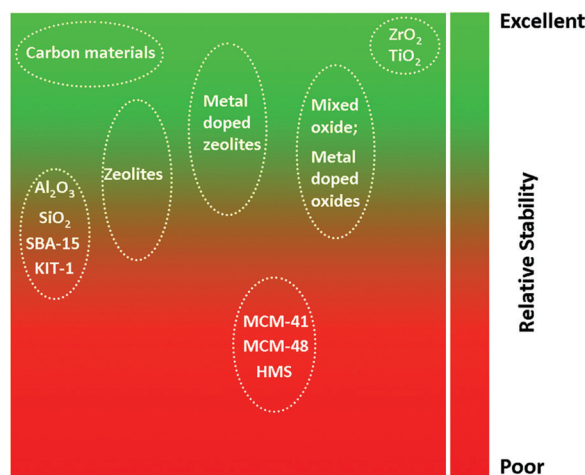 Excellent
ZrO₂
TiO₂
Carbon materials
Metal
doped
zeolites
Mixed
oxide;
Metal
doped
oxides
Zeolites
Al₂O₃
SiO₂
SBA-15
KIT-1
MCM-41
MCM-48
HMS
Relative Stability
Poor